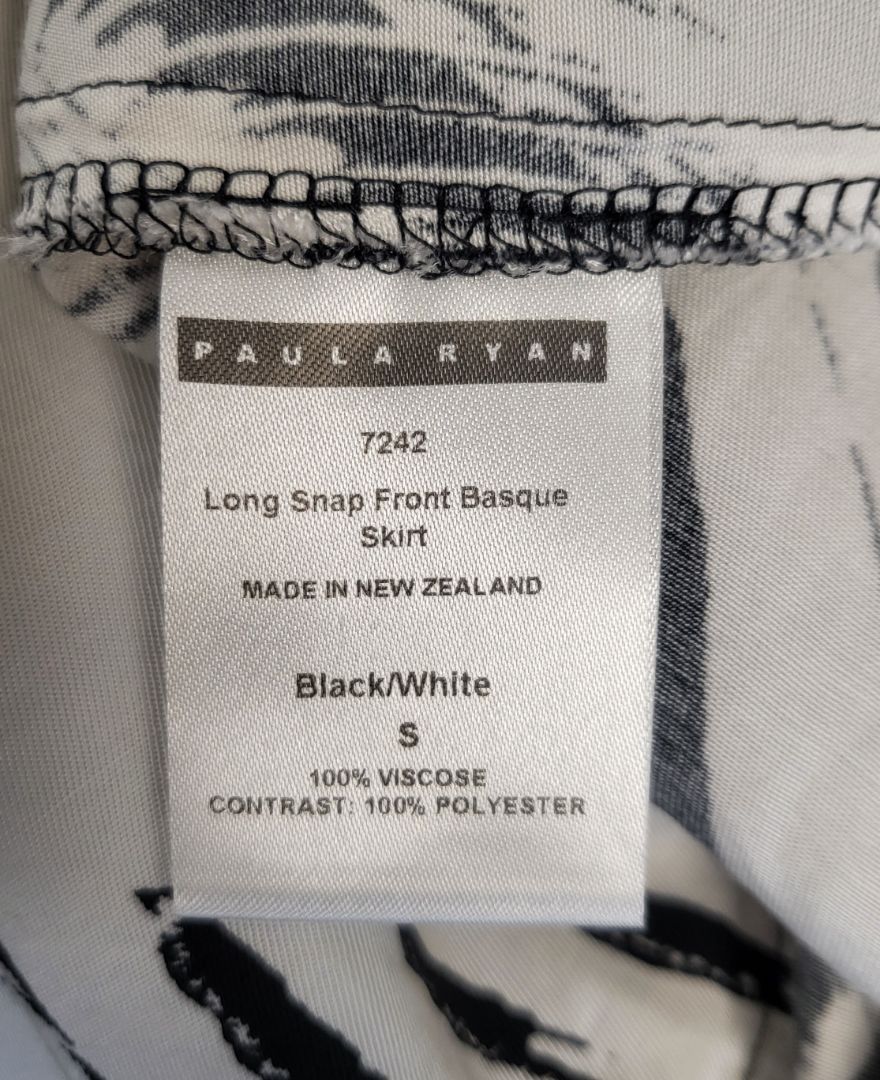 PAULA RYAN
7242
Long Snap Front Basque
Skirt
MADE IN NEW ZEALAND
Black/White
S
100% VISCOSE
CONTRAST: 100% POLYESTER